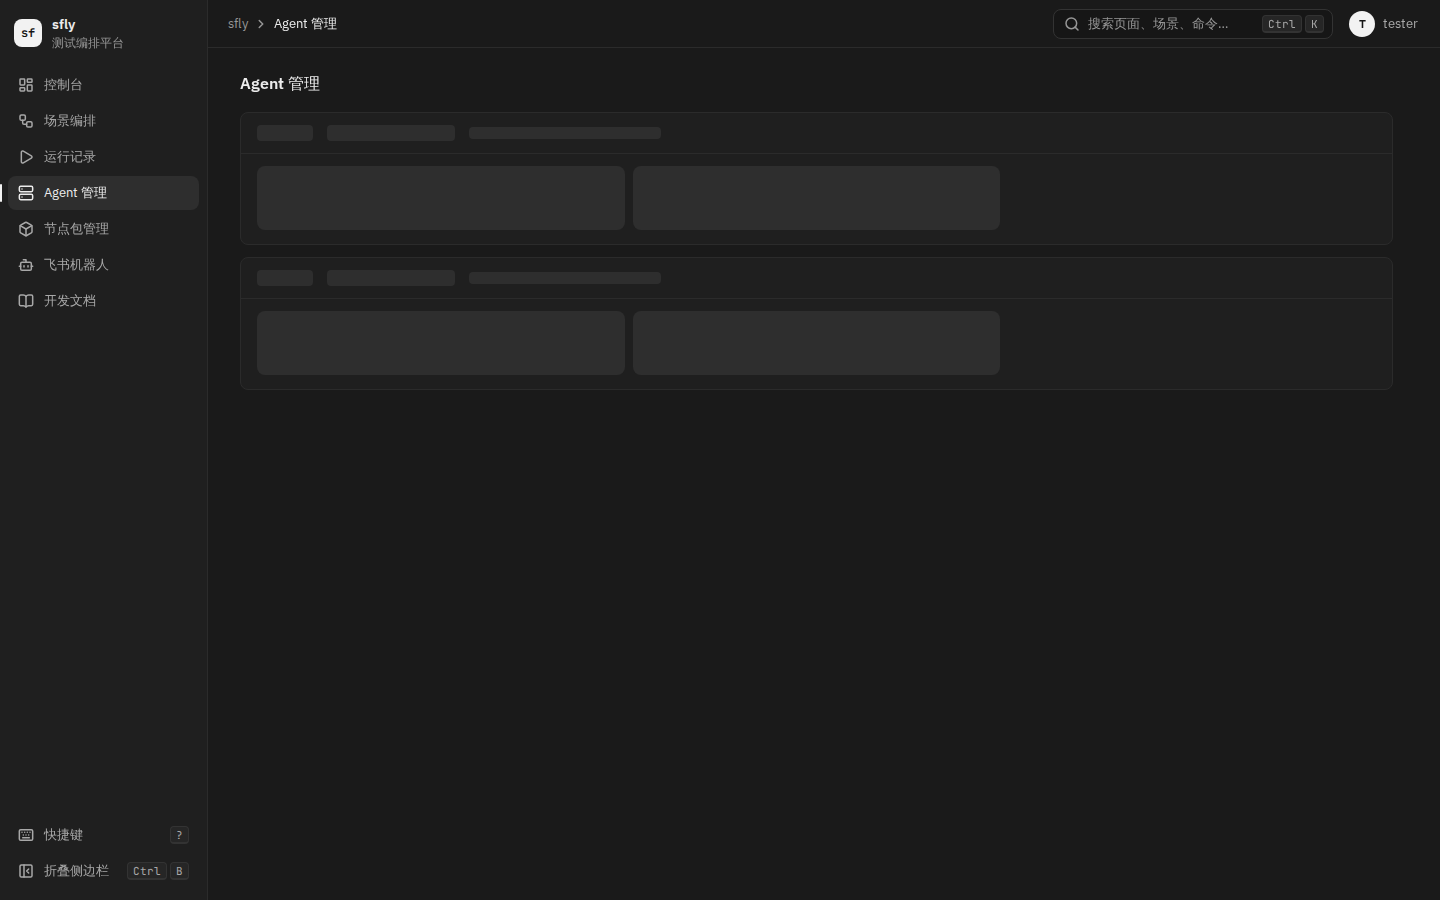 sf
sfly
测试编排平台
控制台
场景编排
运行记录
Agent 管理
节点包管理
飞书机器人
开发文档
快捷键 ?
折叠侧边栏 Ctrl B
sfly > Agent 管理
搜索页面、场景、命令... Ctrl K
T tester
Agent 管理